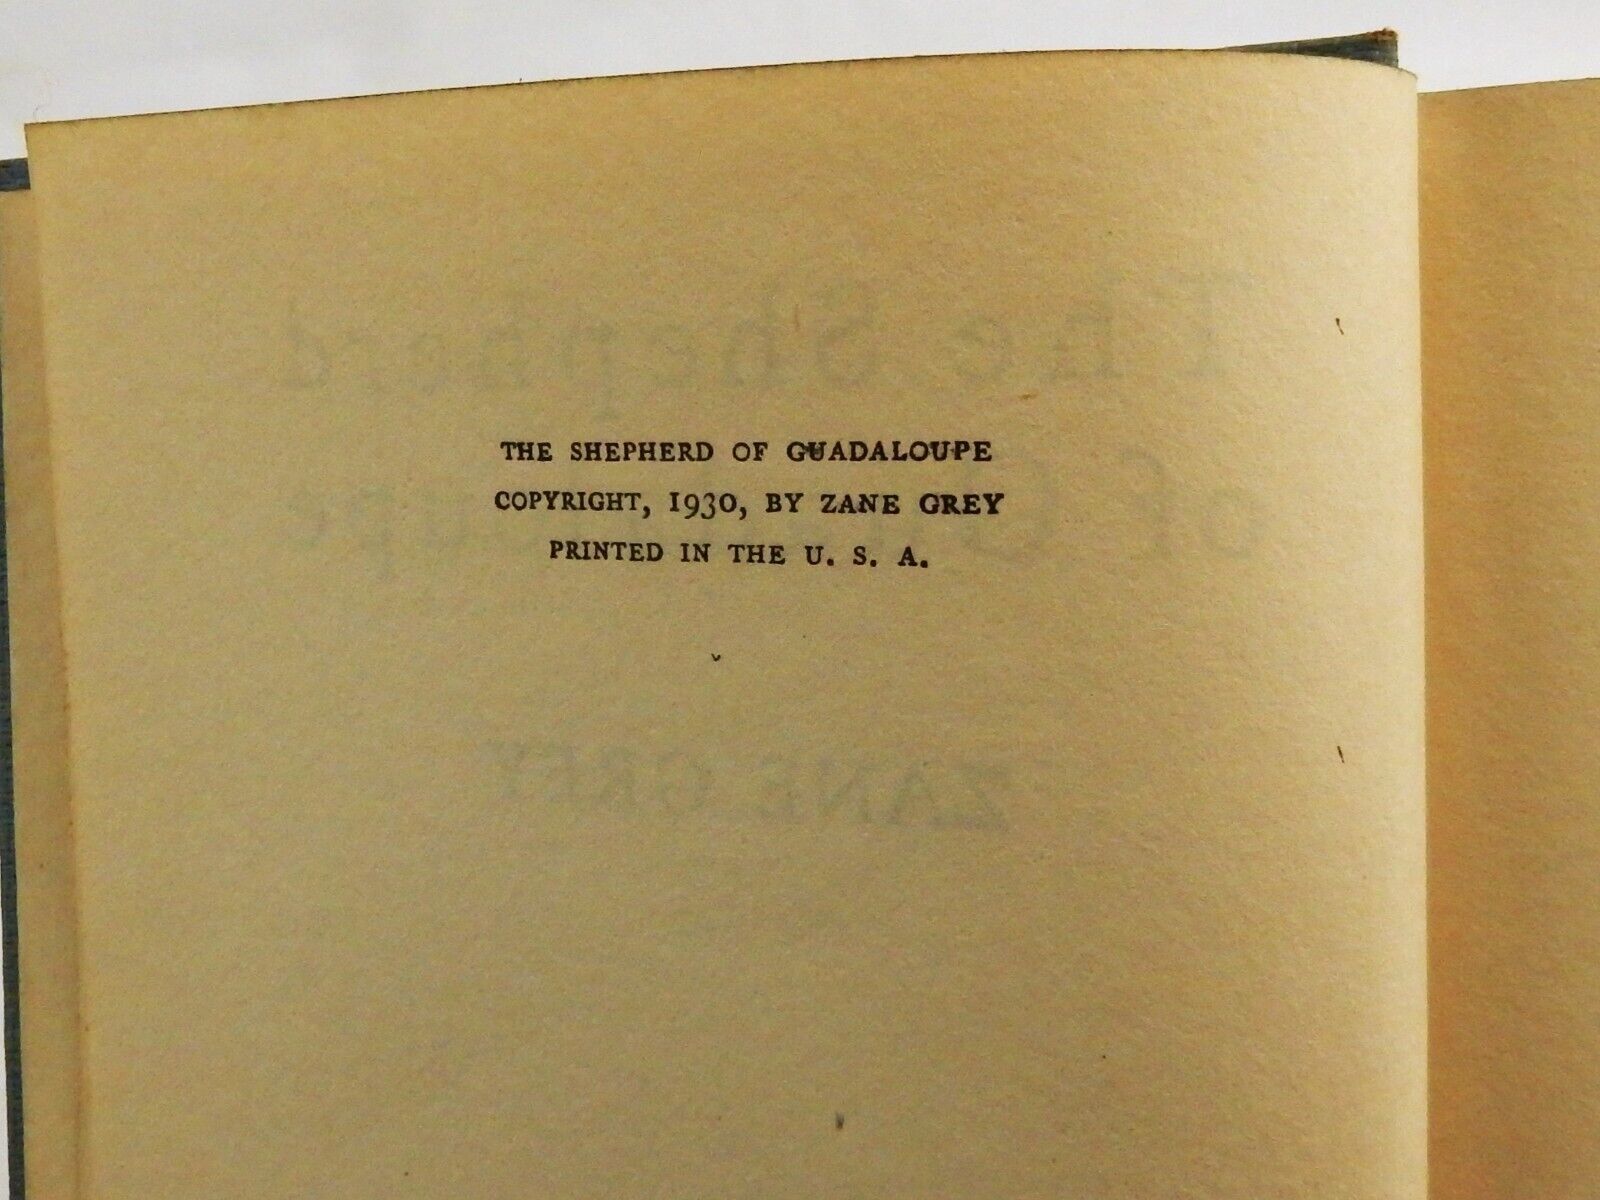 THE SHEPHERD OF GUADALOUPE
COPYRIGHT, 1930, BY ZANE GREY
PRINTED IN THE U. S. A.